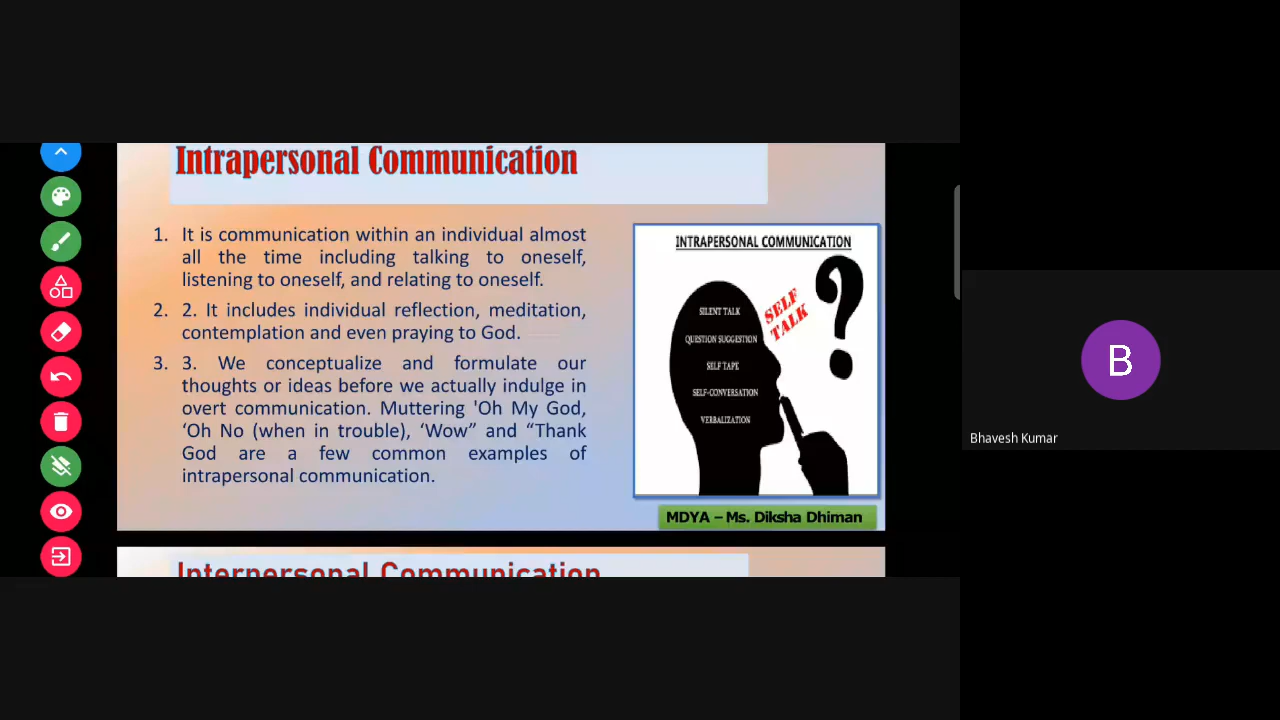 Intrapersonal Communication
1. It is communication within an individual almost
all the time including talking to oneself,
listening to oneself, and relating to oneself.
2. 2. It includes individual reflection, meditation,
contemplation and even praying to God.
3. 3. We conceptualize and formulate our
thoughts or ideas before we actually indulge in
overt communication. Muttering 'Oh My God,
‘Oh No (when in trouble), ‘Wow” and “Thank
God are a few common examples of
intrapersonal communication.
INTRAPERSONAL COMMUNICATION
SELF
TALK
?
SILENT TALK
QUESTION SUGGESTION
SELF TAPE
SELF-CONVERSATION
VERBALIZATION
MDYA – Ms. Diksha Dhiman
Interpersonal Communication
B
Bhavesh Kumar